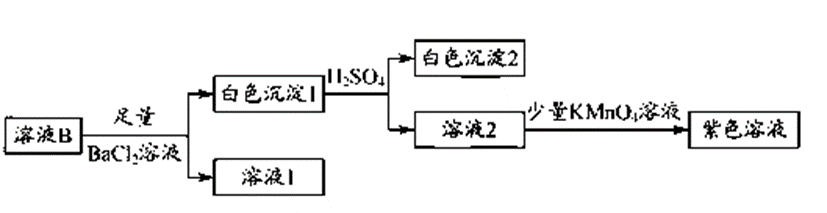 溶液B
足量
BaCl₂溶液
白色沉淀1
溶液1
H₂SO₄
白色沉淀2
溶液2
少量KMnO₄溶液
紫色溶液